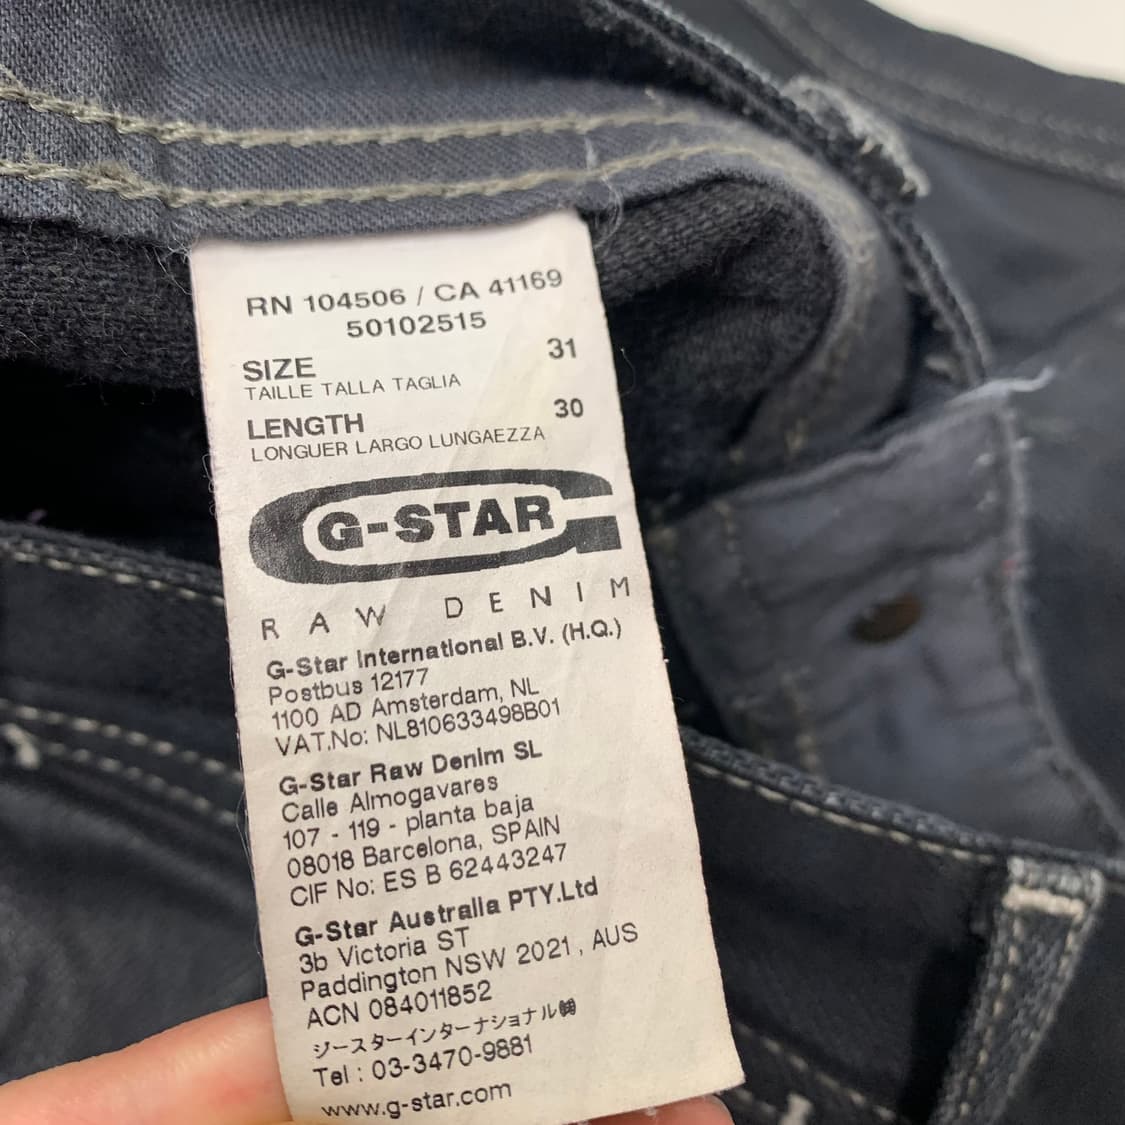 RN 104506 / CA 41169
50102515
SIZE 31
TAILLE TALLA TAGLIA
LENGTH 30
LONGUER LARGO LUNGAEZZA
G-STAR
RAW DENIM
G-Star International B.V. (H.Q.)
Postbus 12177
1100 AD Amsterdam, NL
VAT.No: NL810633498B01
G-Star Raw Denim SL
Calle Almogavares
107 - 119 - planta baja
08018 Barcelona, SPAIN
CIF No: ES B 62443247
G-Star Australia PTY.Ltd
3b Victoria ST
Paddington NSW 2021, AUS
ACN 084011852
ジースターインターナショナル㈱
Tel : 03-3470-9881
www.g-star.com